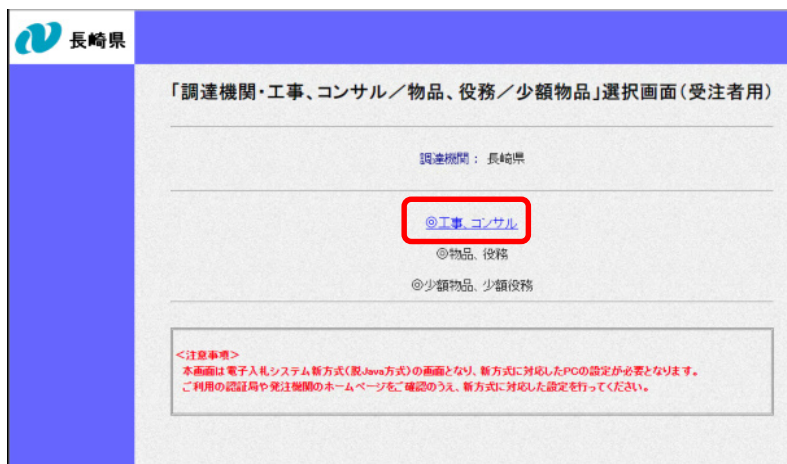 長崎県
「調達機関・工事、コンサル／物品、役務／少額物品」選択画面(受注者用)
調達機関： 長崎県
◎工事、コンサル
◎物品、役務
◎少額物品、少額役務
＜注意事項＞
本画面は電子入札システム新方式(脱Java方式)の画面となり、新方式に対応したPCの設定が必要となります。
ご利用の認証局や発注機関のホームページをご確認のうえ、新方式に対応した設定を行ってください。